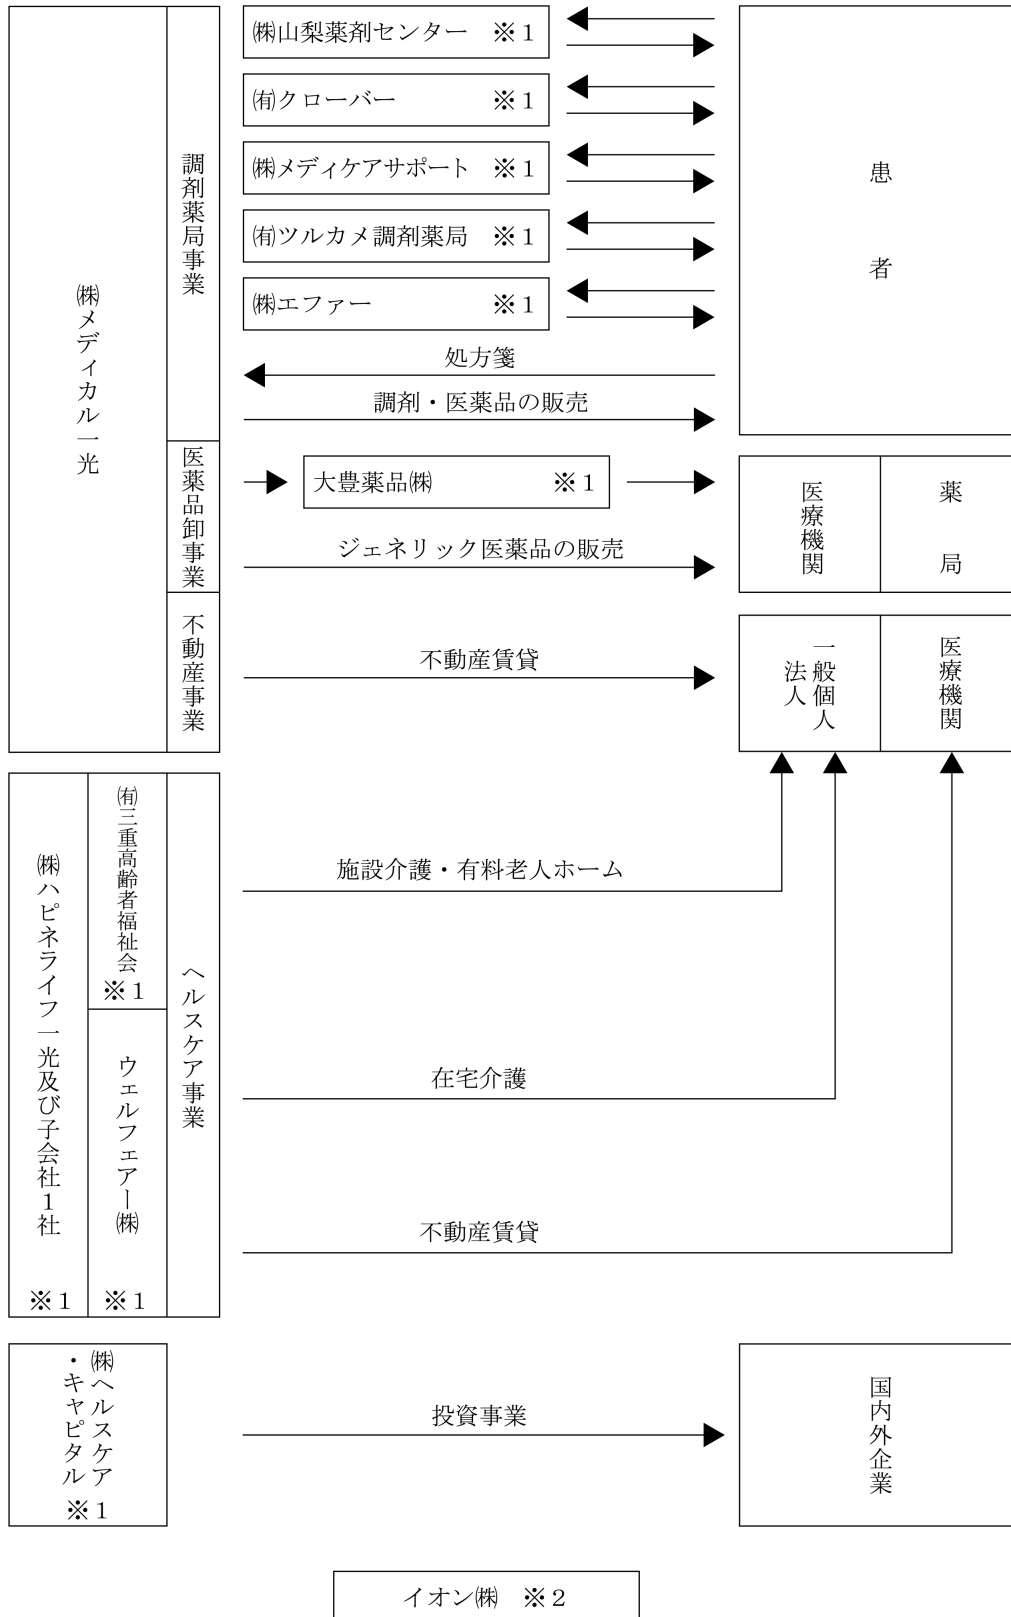 ㈱山梨薬剤センター ※１
㈲クローバー ※１
㈱メディケアサポート ※１
㈲ツルカメ調剤薬局 ※１
㈱エファー ※１
処方箋
調剤・医薬品の販売
患者
調剤薬局事業
㈱メディカル一光
医薬品卸事業
大豊薬品㈱ ※１
ジェネリック医薬品の販売
医療機関
薬局
不動産事業
不動産賃貸
一般個人
法人
医療機関
㈱ハピネライフ一光及び子会社１社
※１
㈲三重高齢者福祉会
※１
ウェルフェアー㈱
※１
ヘルスケア事業
施設介護・有料老人ホーム
在宅介護
不動産賃貸
㈱ヘルスケア
・キャピタル
※１
投資事業
国内外企業
イオン㈱ ※２